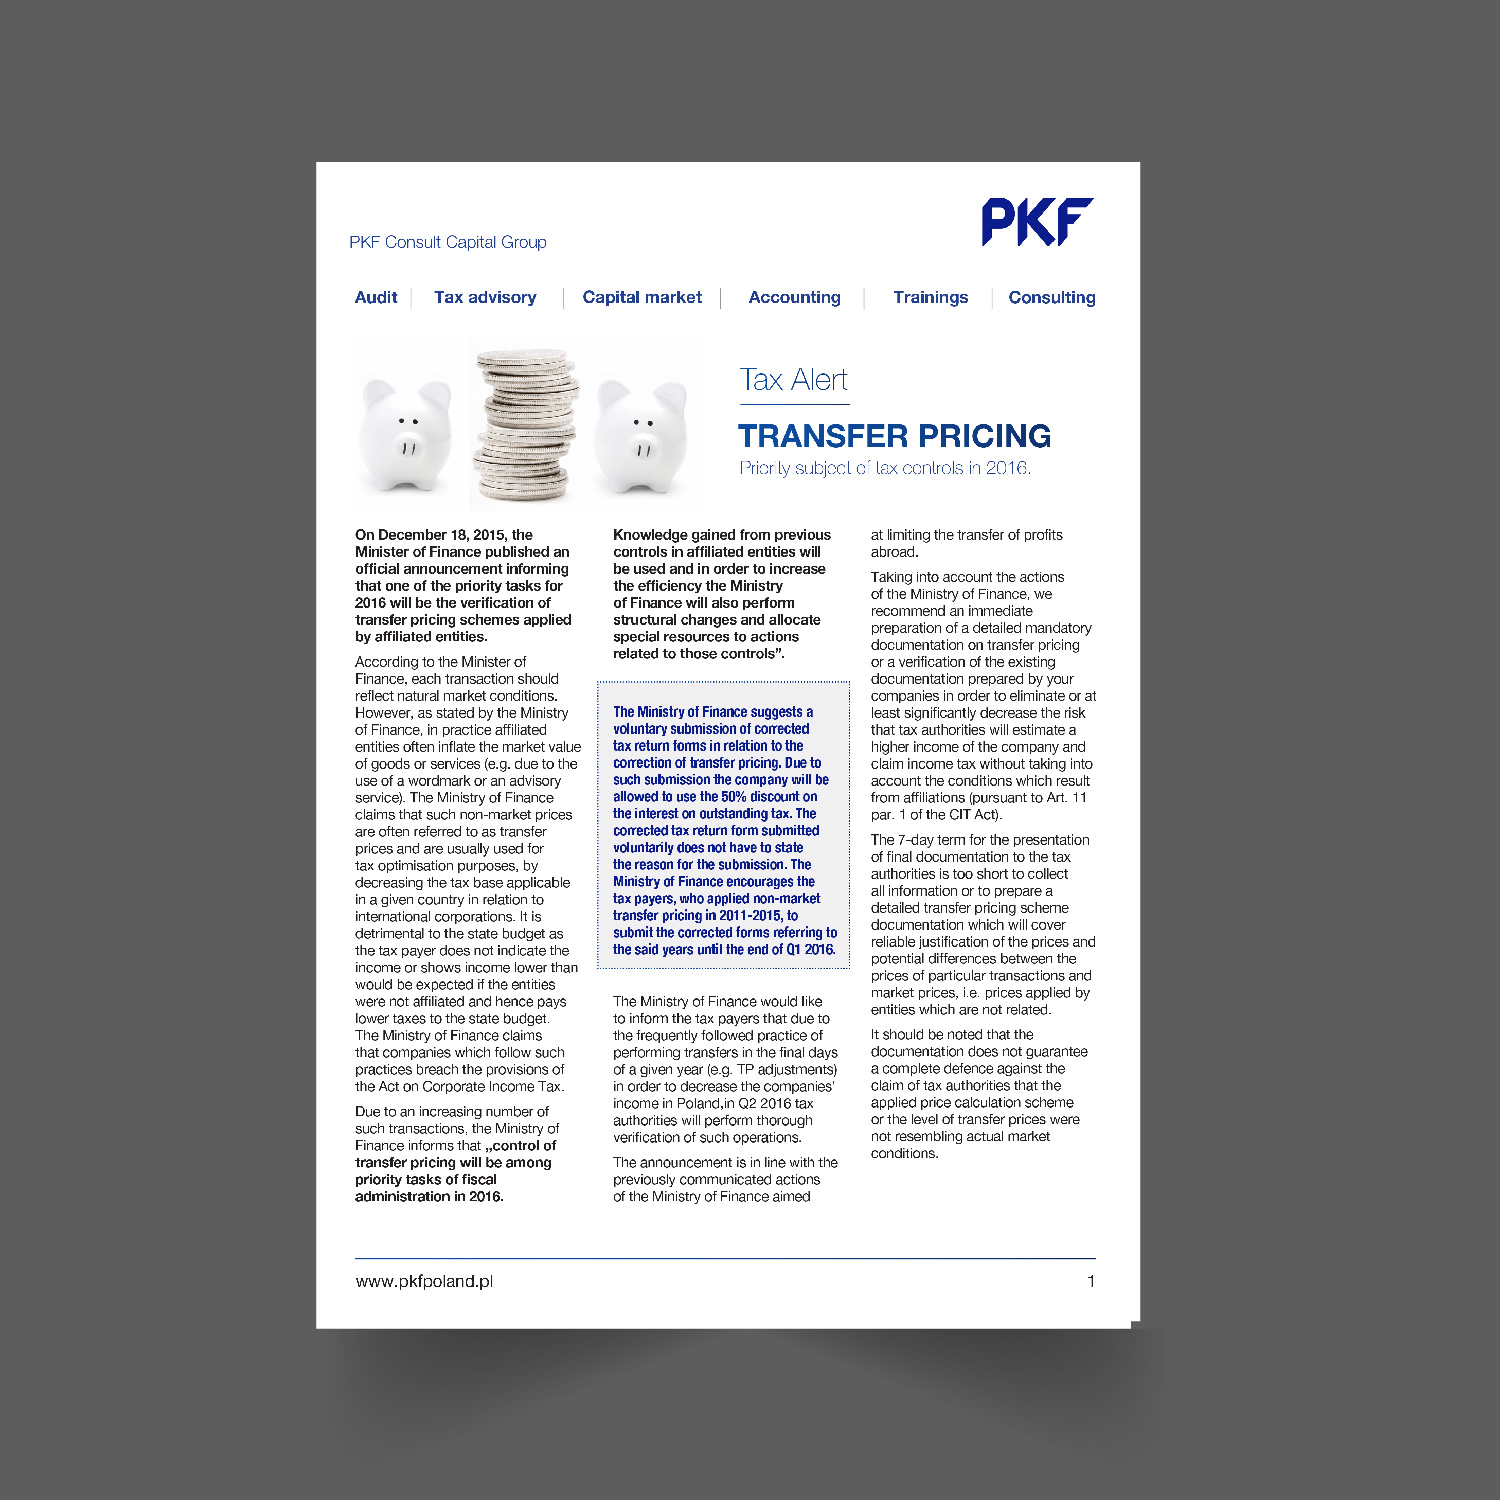 PKF Consult Capital Group
PKF
Audit
Tax advisory
Capital market
Accounting
Trainings
Consulting
Tax Alert
TRANSFER PRICING
Priority subject of tax controls in 2016.
On December 18, 2015, the
Minister of Finance published an
official announcement informing
that one of the priority tasks for
2016 will be the verification of
transfer pricing schemes applied
by affiliated entities.
According to the Minister of
Finance, each transaction should
reflect natural market conditions.
However, as stated by the Ministry
of Finance, in practice affiliated
entities often inflate the market value
of goods or services (e.g. due to the
use of a wordmark or an advisory
service). The Ministry of Finance
claims that such non-market prices
are often referred to as transfer
prices and are usually used for
tax optimisation purposes, by
decreasing the tax base applicable
in a given country in relation to
international corporations. It is
detrimental to the state budget as
the tax payer does not indicate the
income or shows income lower than
would be expected if the entities
were not affiliated and hence pays
lower taxes to the state budget.
The Ministry of Finance claims
that companies which follow such
practices breach the provisions of
the Act on Corporate Income Tax.
Due to an increasing number of
such transactions, the Ministry of
Finance informs that „control of
transfer pricing will be among
priority tasks of fiscal
administration in 2016.
Knowledge gained from previous
controls in affiliated entities will
be used and in order to increase
the efficiency the Ministry
of Finance will also perform
structural changes and allocate
special resources to actions
related to those controls”.
The Ministry of Finance suggests a
voluntary submission of corrected
tax return forms in relation to the
correction of transfer pricing. Due to
such submission the company will be
allowed to use the 50% discount on
the interest on outstanding tax. The
corrected tax return form submitted
voluntarily does not have to state
the reason for the submission. The
Ministry of Finance encourages the
tax payers, who applied non-market
transfer pricing in 2011-2015, to
submit the corrected forms referring to
the said years until the end of Q1 2016.
The Ministry of Finance would like
to inform the tax payers that due to
the frequently followed practice of
performing transfers in the final days
of a given year (e.g. TP adjustments)
in order to decrease the companies’
income in Poland,in Q2 2016 tax
authorities will perform thorough
verification of such operations.
The announcement is in line with the
previously communicated actions
of the Ministry of Finance aimed
at limiting the transfer of profits
abroad.
Taking into account the actions
of the Ministry of Finance, we
recommend an immediate
preparation of a detailed mandatory
documentation on transfer pricing
or a verification of the existing
documentation prepared by your
companies in order to eliminate or at
least significantly decrease the risk
that tax authorities will estimate a
higher income of the company and
claim income tax without taking into
account the conditions which result
from affiliations (pursuant to Art. 11
par. 1 of the CIT Act).
The 7-day term for the presentation
of final documentation to the tax
authorities is too short to collect
all information or to prepare a
detailed transfer pricing scheme
documentation which will cover
reliable justification of the prices and
potential differences between the
prices of particular transactions and
market prices, i.e. prices applied by
entities which are not related.
It should be noted that the
documentation does not guarantee
a complete defence against the
claim of tax authorities that the
applied price calculation scheme
or the level of transfer prices were
not resembling actual market
conditions.
www.pkfpoland.pl
1